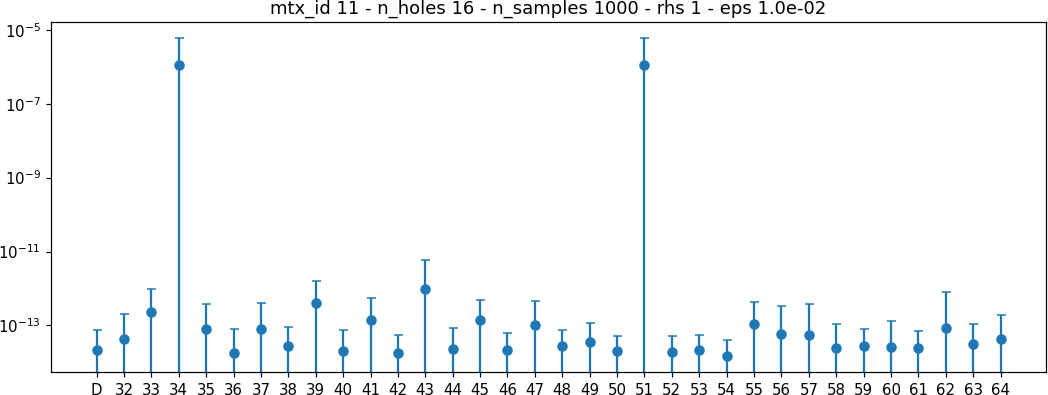 mtx_id 11 - n_holes 16 - n_samples 1000 - rhs 1 - eps 1.0e-02
10⁻⁵
10⁻⁷
10⁻⁹
10⁻¹¹
10⁻¹³
D 32 33 34 35 36 37 38 39 40 41 42 43 44 45 46 47 48 49 50 51 52 53 54 55 56 57 58 59 60 61 62 63 64